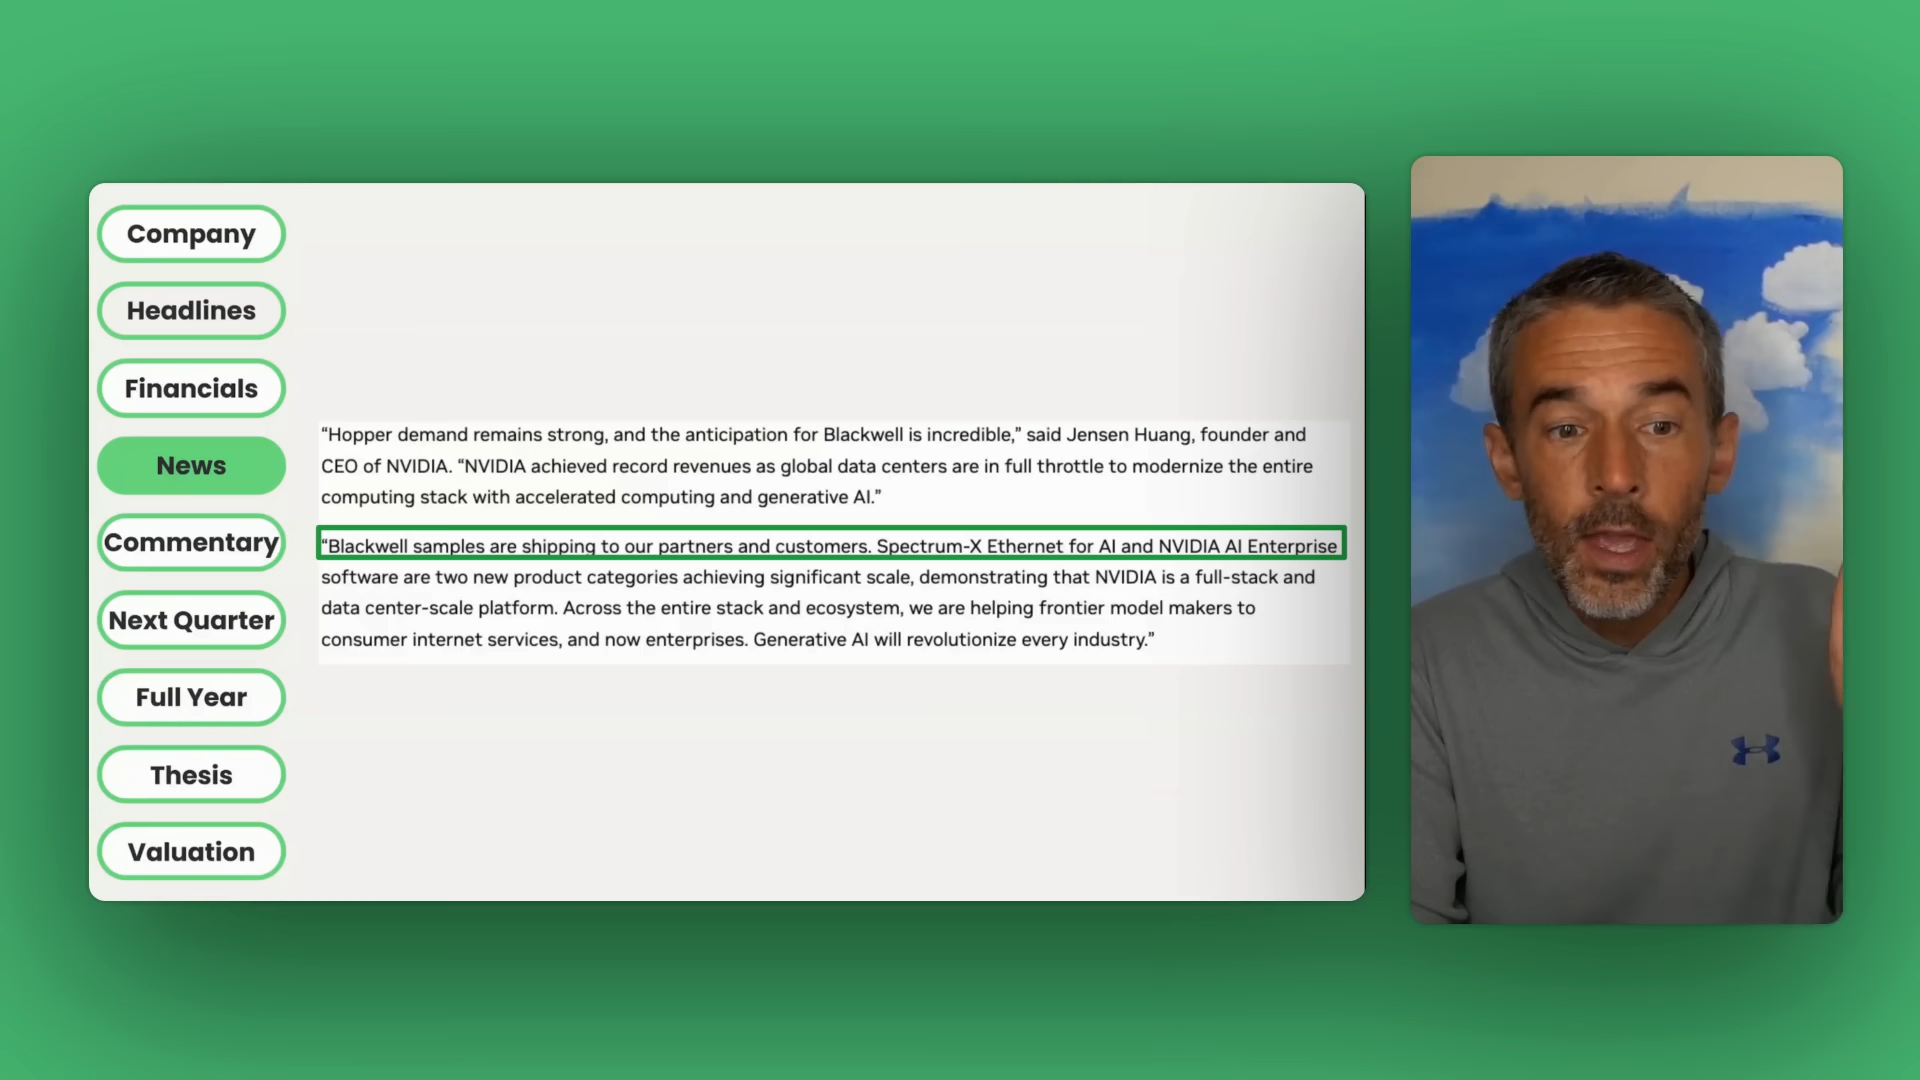 Company
Headlines
Financials
News
Commentary
Next Quarter
Full Year
Thesis
Valuation
“Hopper demand remains strong, and the anticipation for Blackwell is incredible,” said Jensen Huang, founder and
CEO of NVIDIA. “NVIDIA achieved record revenues as global data centers are in full throttle to modernize the entire
computing stack with accelerated computing and generative AI.”
“Blackwell samples are shipping to our partners and customers. Spectrum-X Ethernet for AI and NVIDIA AI Enterprise
software are two new product categories achieving significant scale, demonstrating that NVIDIA is a full-stack and
data center-scale platform. Across the entire stack and ecosystem, we are helping frontier model makers to
consumer internet services, and now enterprises. Generative AI will revolutionize every industry.”